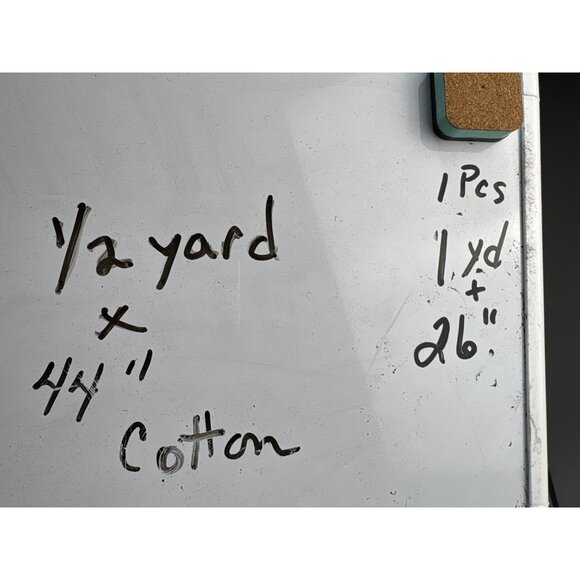 1/2 yard
x
44"
Cotton
1 Pcs
1 yd
+
26"